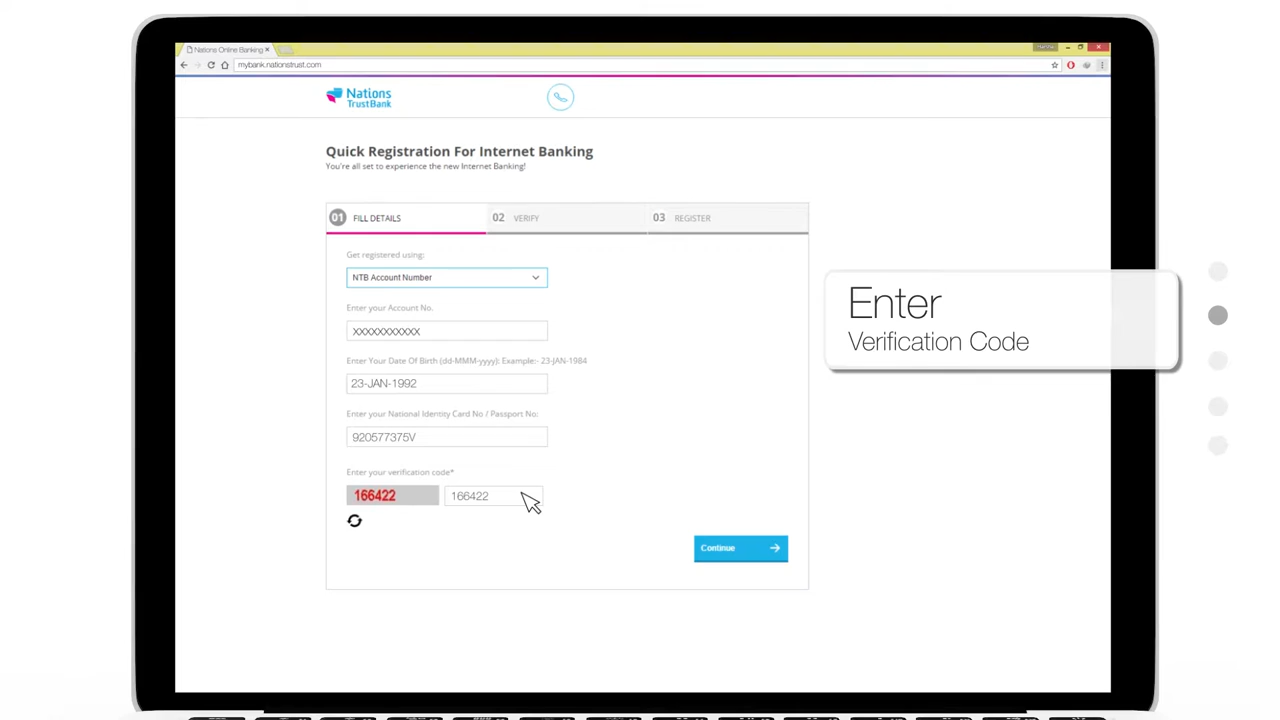 Nations Online Banking
mybank.nationstrust.com
Nations
TrustBank
Quick Registration For Internet Banking
You're all set to experience the new Internet Banking!
01 FILL DETAILS
02 VERIFY
03 REGISTER
Get registered using:
NTB Account Number
Enter your Account No.
XXXXXXXXXXX
Enter Your Date Of Birth (dd-MMM-yyyy): Example:- 23-JAN-1984
23-JAN-1992
Enter your National Identity Card No / Passport No:
920577375V
Enter your verification code*
166422
166422
Continue
Enter
Verification Code